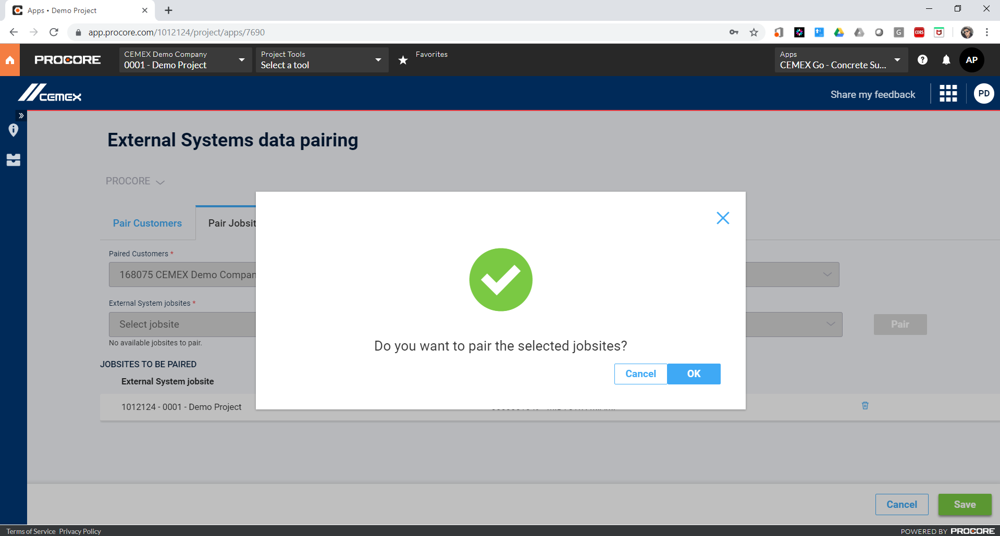 Apps • Demo Project
app.procore.com/1012124/project/apps/7690
G
CORS
PROCORE
CEMEX Demo Company
0001 - Demo Project
Project Tools
Select a tool
Favorites
Apps
CEMEX Go - Concrete Su...
AP
CEMEX
Share my feedback
PD
External Systems data pairing
PROCORE
Pair Customers
Pair Jobsit
Paired Customers *
168075 CEMEX Demo Compan
External System jobsites *
Select jobsite
Pair
No available jobsites to pair.
JOBSITES TO BE PAIRED
External System jobsite
1012124 - 0001 - Demo Project
Do you want to pair the selected jobsites?
Cancel
OK
Cancel
Save
Terms of Service Privacy Policy
POWERED BY PROCORE